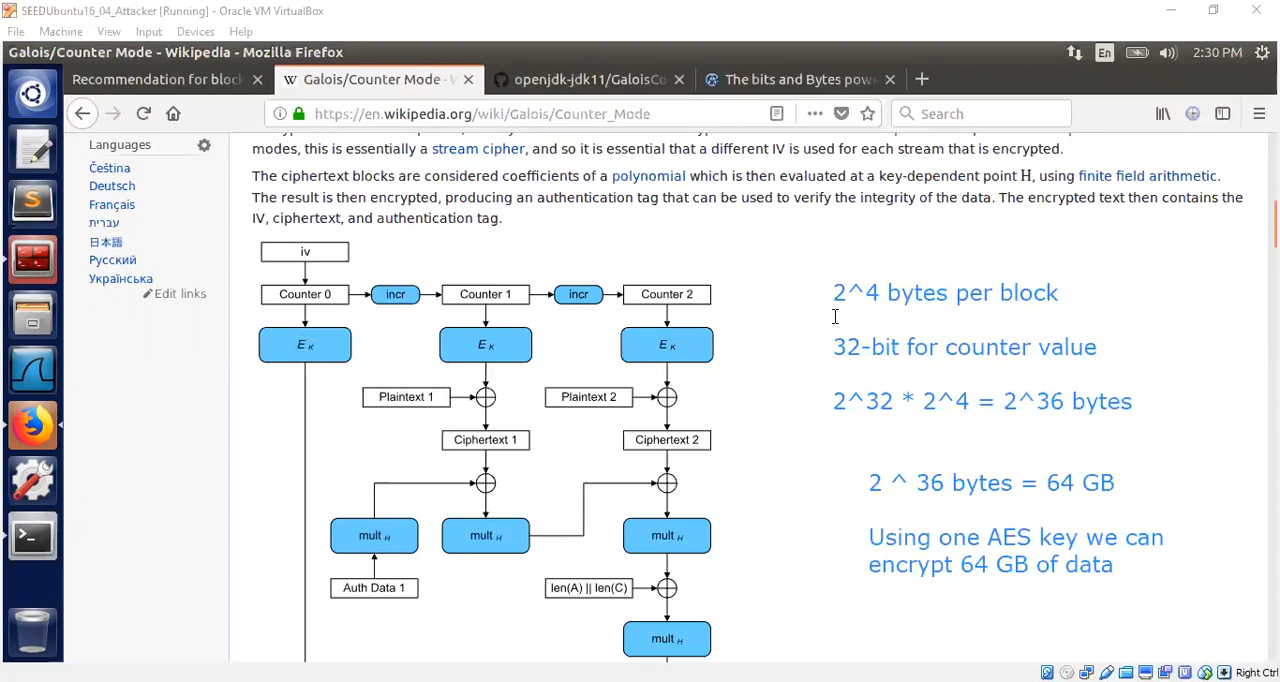 SEEDUbuntu16_04_Attacker [Running] - Oracle VM VirtualBox
File Machine View Input Devices Help
Galois/Counter Mode - Wikipedia - Mozilla Firefox
En
2:30 PM
Recommendation for bloc
W Galois/Counter Mode - W
openjdk-jdk11/GaloisCo
The bits and Bytes pow
https://en.wikipedia.org/wiki/Galois/Counter_Mode
Search
Languages
Čeština
Deutsch
Français
עברית
日本語
Русский
Українська
Edit links
modes, this is essentially a stream cipher, and so it is essential that a different IV is used for each stream that is encrypted.
The ciphertext blocks are considered coefficients of a polynomial which is then evaluated at a key-dependent point H, using finite field arithmetic.
The result is then encrypted, producing an authentication tag that can be used to verify the integrity of the data. The encrypted text then contains the
IV, ciphertext, and authentication tag.
iv
Counter 0
incr
Counter 1
incr
Counter 2
E K
E K
E K
Plaintext 1
Plaintext 2
Ciphertext 1
Ciphertext 2
mult H
mult H
mult H
Auth Data 1
len(A) || len(C)
mult H
2^4 bytes per block
32-bit for counter value
2^32 * 2^4 = 2^36 bytes
2 ^ 36 bytes = 64 GB
Using one AES key we can
encrypt 64 GB of data
Right Ctrl